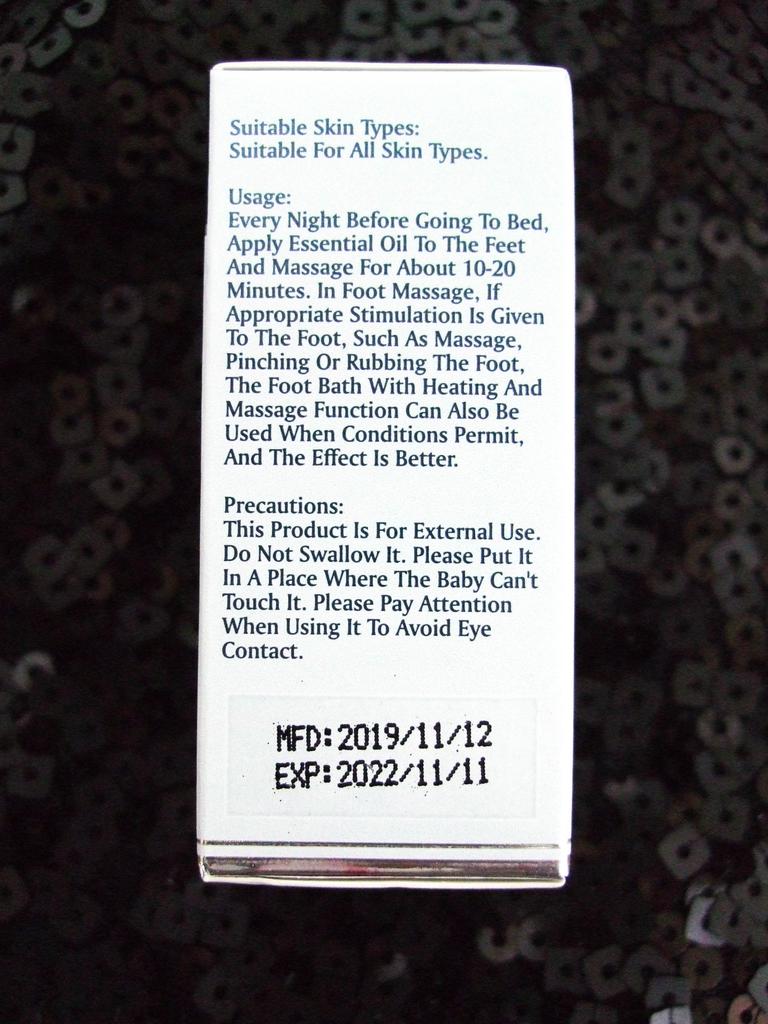 Suitable Skin Types:
Suitable For All Skin Types.
Usage:
Every Night Before Going To Bed,
Apply Essential Oil To The Feet
And Massage For About 10-20
Minutes. In Foot Massage, If
Appropriate Stimulation Is Given
To The Foot, Such As Massage,
Pinching Or Rubbing The Foot,
The Foot Bath With Heating And
Massage Function Can Also Be
Used When Conditions Permit,
And The Effect Is Better.
Precautions:
This Product Is For External Use.
Do Not Swallow It. Please Put It
In A Place Where The Baby Can't
Touch It. Please Pay Attention
When Using It To Avoid Eye
Contact.
MFD:2019/11/12
EXP:2022/11/11